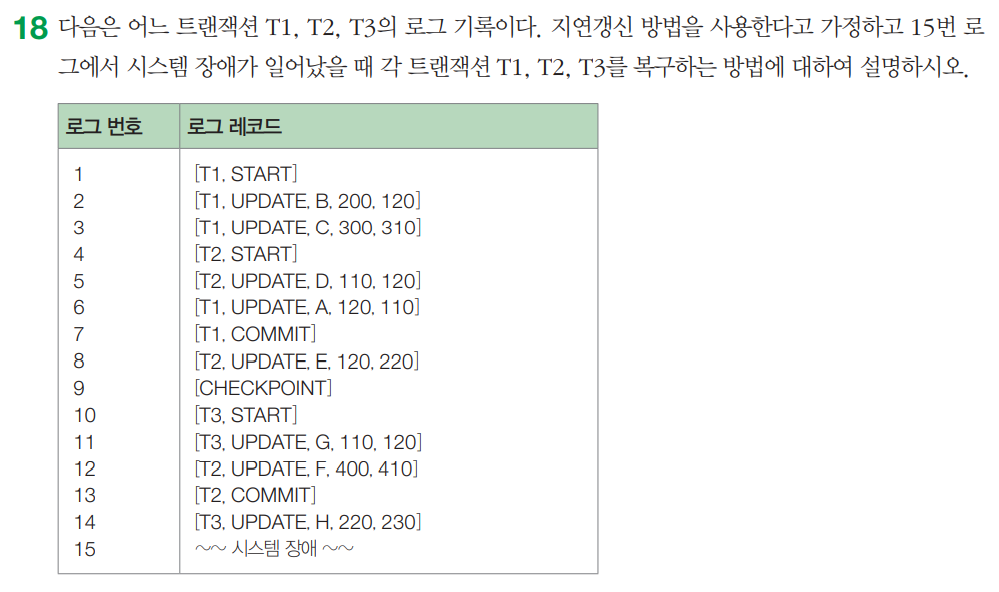 18 다음은 어느 트랜잭션 T1, T2, T3의 로그 기록이다. 지연갱신 방법을 사용한다고 가정하고 15번 로
그에서 시스템 장애가 일어났을 때 각 트랜잭션 T1, T2, T3를 복구하는 방법에 대하여 설명하시오.
로그 번호 로그 레코드
1 [T1, START]
2 [T1, UPDATE, B, 200, 120]
3 [T1, UPDATE, C, 300, 310]
4 [T2, START]
5 [T2, UPDATE, D, 110, 120]
6 [T1, UPDATE, A, 120, 110]
7 [T1, COMMIT]
8 [T2, UPDATE, E, 120, 220]
9 [CHECKPOINT]
10 [T3, START]
11 [T3, UPDATE, G, 110, 120]
12 [T2, UPDATE, F, 400, 410]
13 [T2, COMMIT]
14 [T3, UPDATE, H, 220, 230]
15 ~~ 시스템 장애 ~~